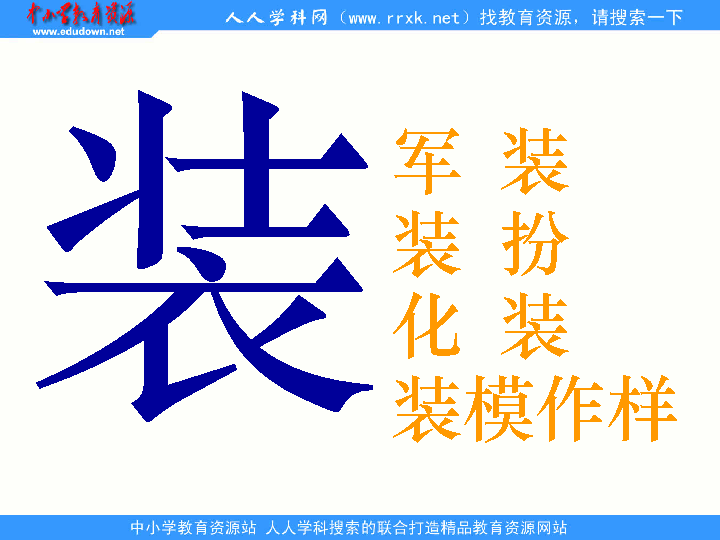 中小学教育资源
www.edudown.net
人人学科网（www.rrxk.net）找教育资源，请搜索一下
装
军 装
装 扮
化 装
装模作样
中小学教育资源站 人人学科搜索的联合打造精品教育资源网站